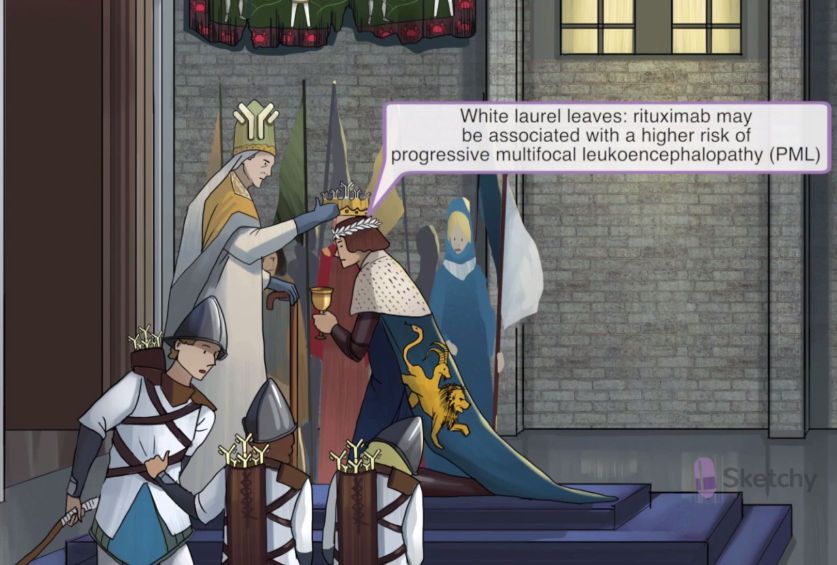 White laurel leaves: rituximab may
be associated with a higher risk of
progressive multifocal leukoencephalopathy (PML)
Sketchy